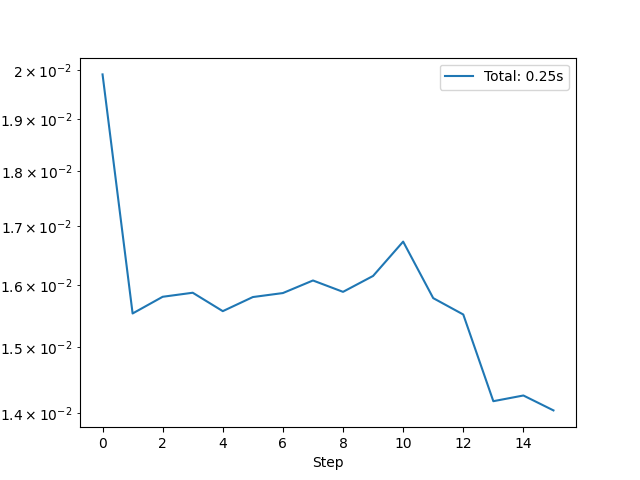 Total: 0.25s
2 × 10⁻²
1.9 × 10⁻²
1.8 × 10⁻²
1.7 × 10⁻²
1.6 × 10⁻²
1.5 × 10⁻²
1.4 × 10⁻²
0 2 4 6 8 10 12 14
Step